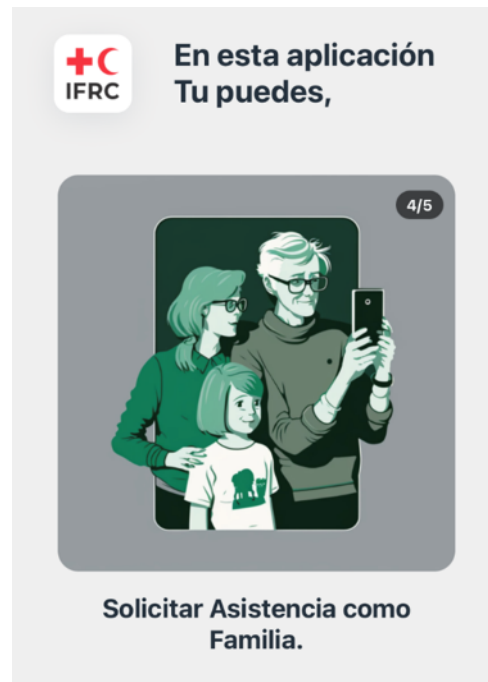 IFRC
En esta aplicación
Tu puedes,
4/5
Solicitar Asistencia como
Familia.